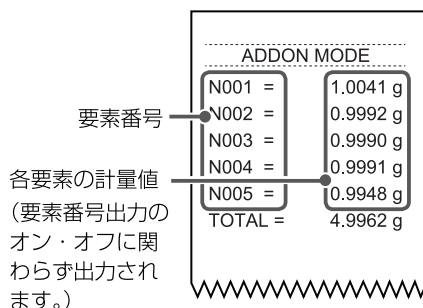 ADDON MODE
N001 = 1.0041 g
N002 = 0.9992 g
N003 = 0.9990 g
N004 = 0.9991 g
N005 = 0.9948 g
TOTAL = 4.9962 g
要素番号
各要素の計量値
(要素番号出力の
オン・オフに関
わらず出力され
ます。)